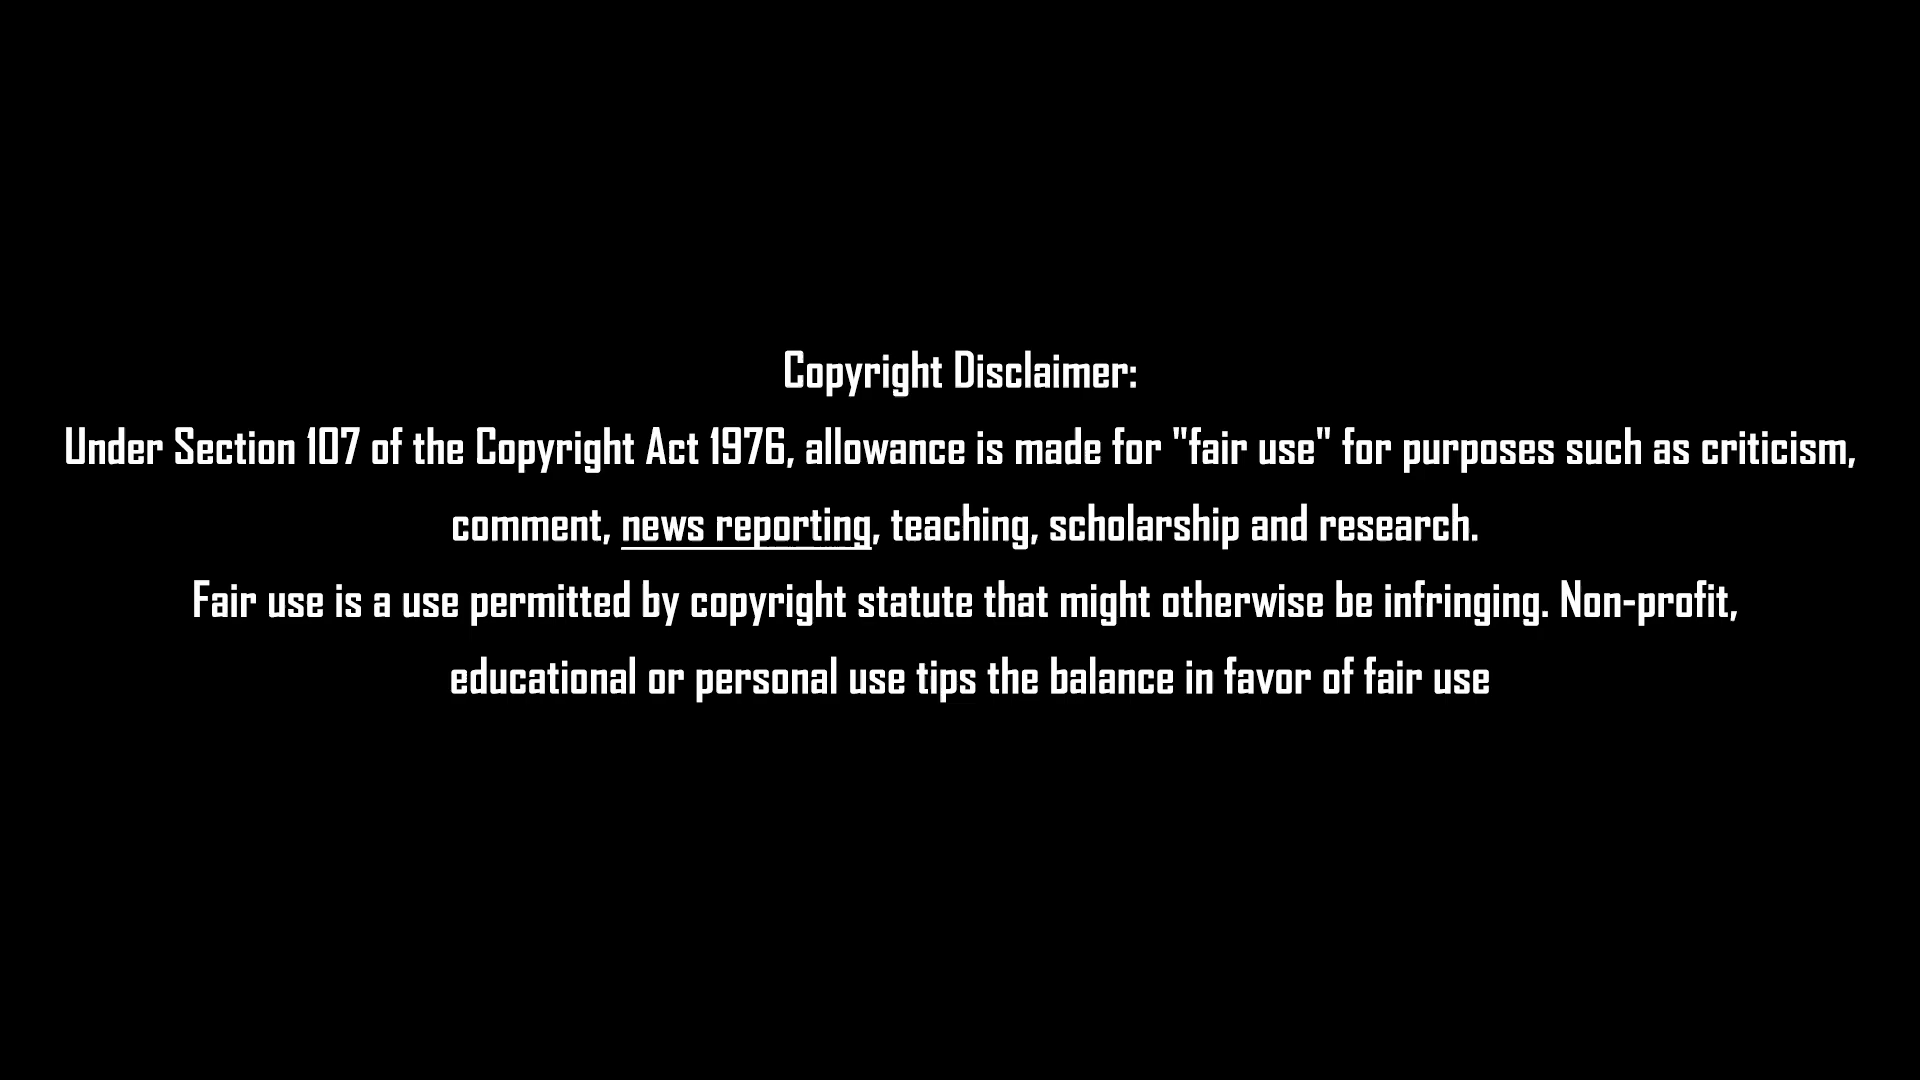 Copyright Disclaimer:
Under Section 107 of the Copyright Act 1976, allowance is made for "fair use" for purposes such as criticism,
comment, news reporting, teaching, scholarship and research.
Fair use is a use permitted by copyright statute that might otherwise be infringing. Non-profit,
educational or personal use tips the balance in favor of fair use